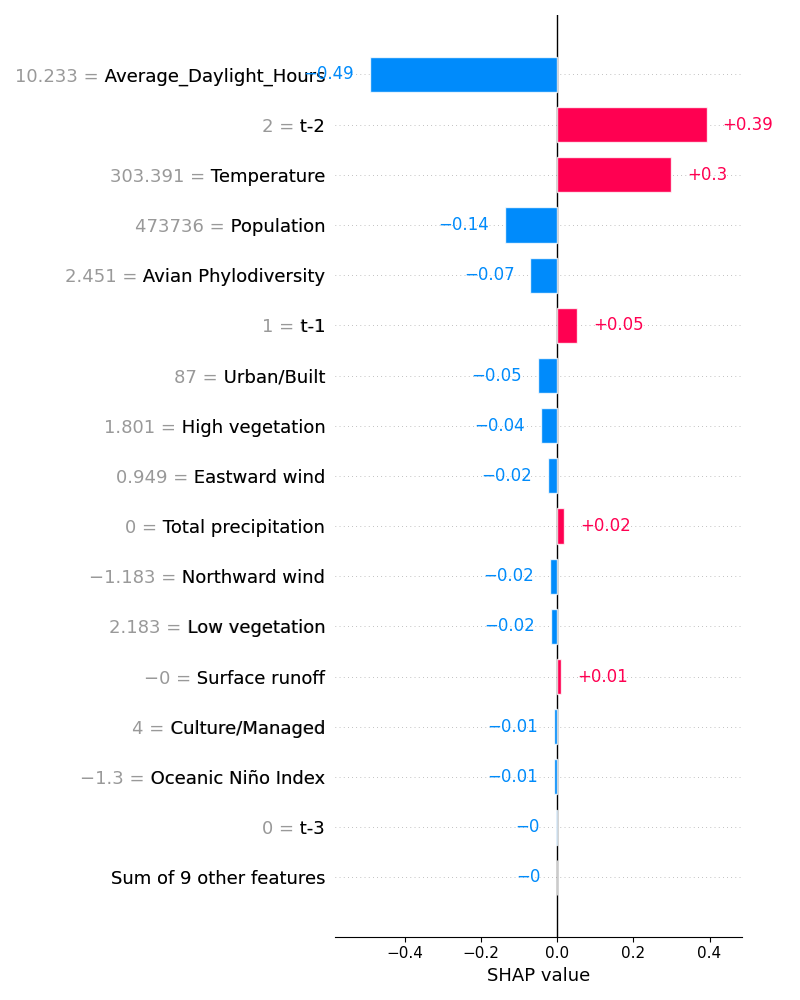 10.233 = Average_Daylight_Hours −0.49
2 = t-2 +0.39
303.391 = Temperature +0.3
473736 = Population −0.14
2.451 = Avian Phylodiversity −0.07
1 = t-1 +0.05
87 = Urban/Built −0.05
1.801 = High vegetation −0.04
0.949 = Eastward wind −0.02
0 = Total precipitation +0.02
−1.183 = Northward wind −0.02
2.183 = Low vegetation −0.02
−0 = Surface runoff +0.01
4 = Culture/Managed −0.01
−1.3 = Oceanic Niño Index −0.01
0 = t-3 −0
Sum of 9 other features −0
−0.4 −0.2 0.0 0.2 0.4
SHAP value